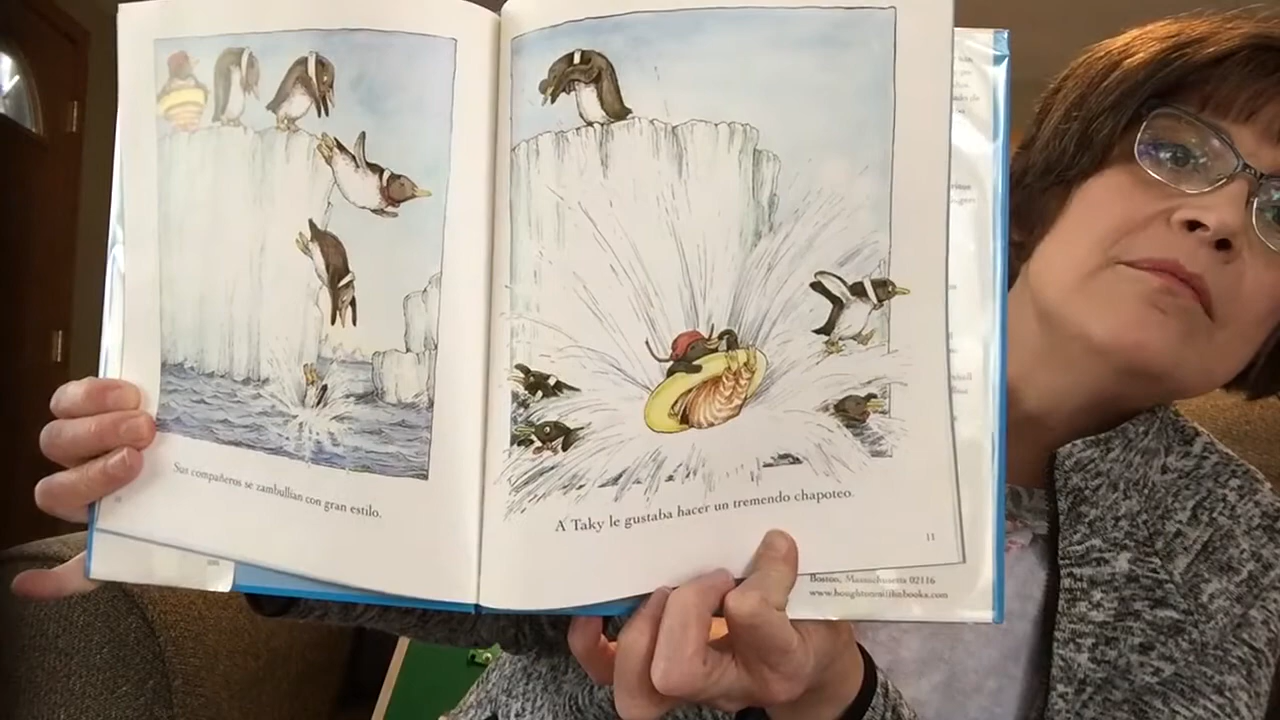 Sus compañeros se zambullían con gran estilo.
A Taky le gustaba hacer un tremendo chapoteo.
11
Boston, Massachusetts 02116
www.houghtonmifflinbooks.com